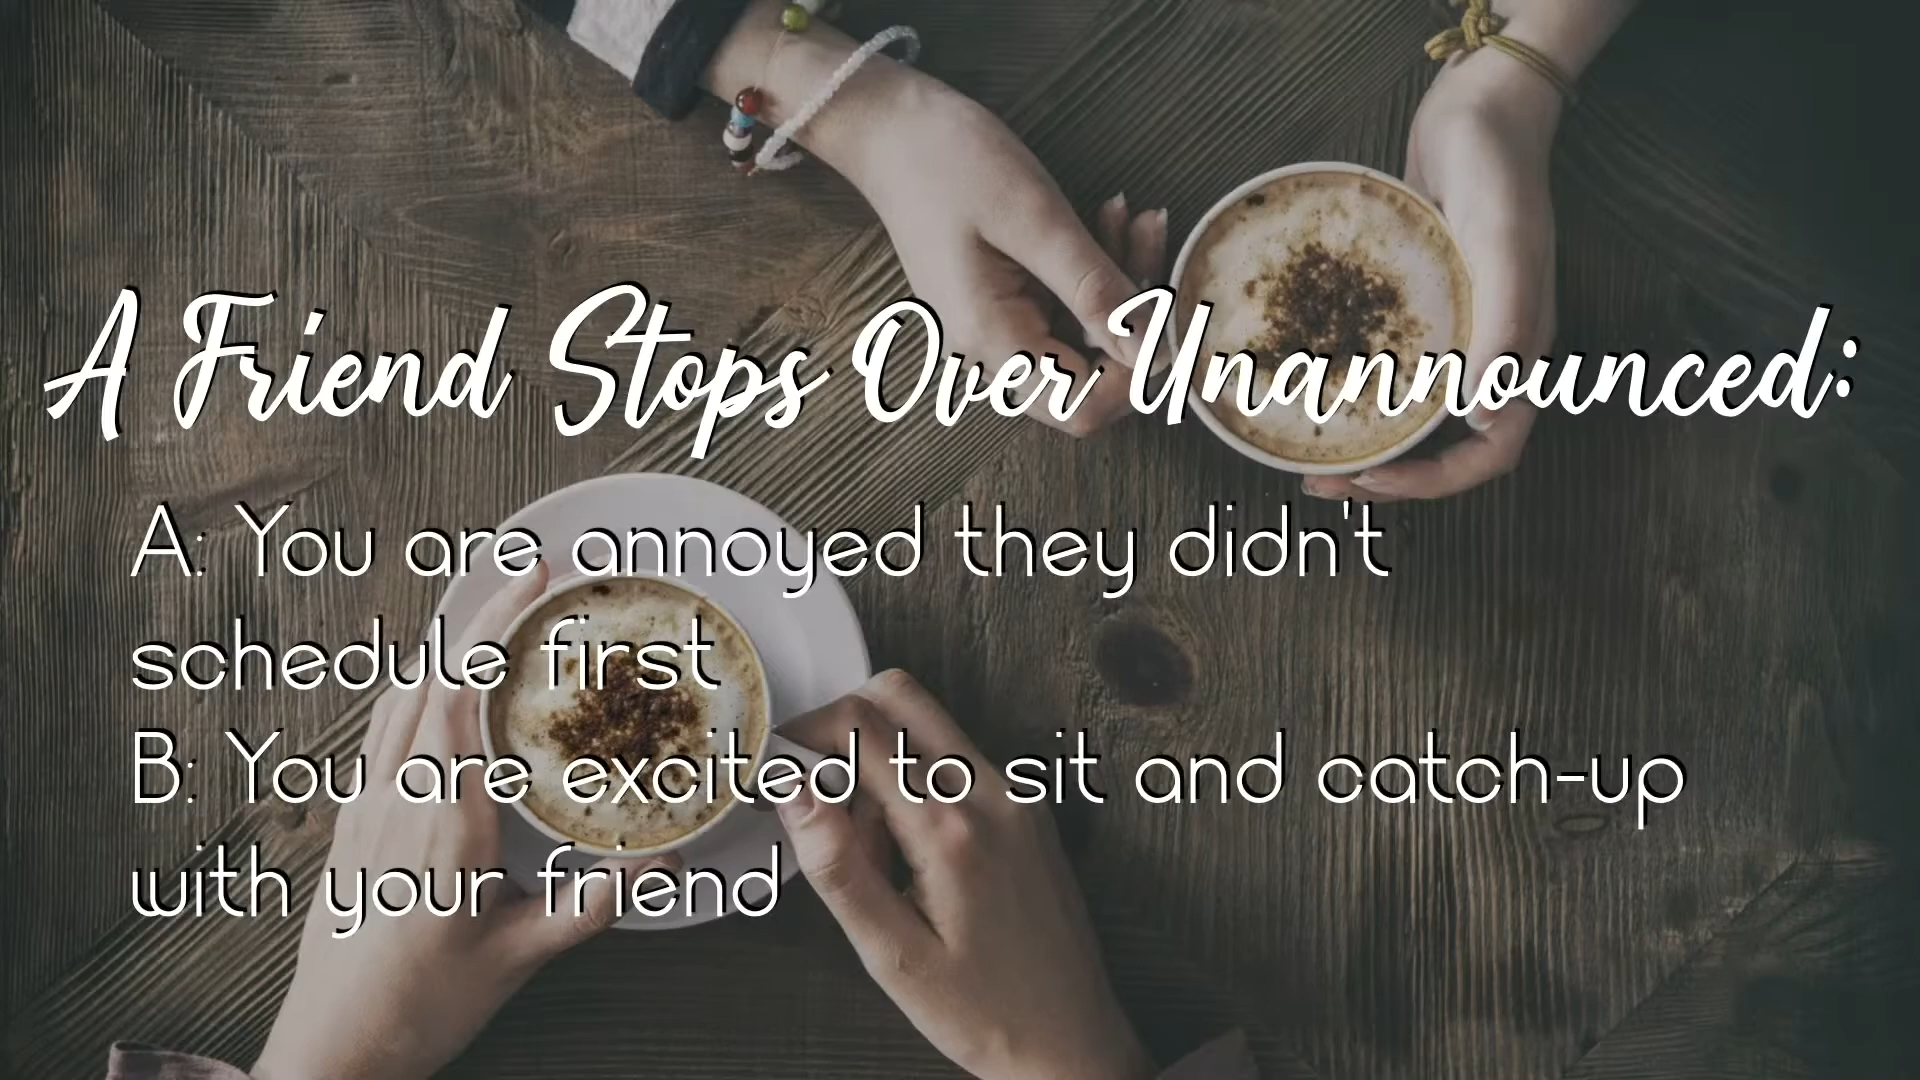 A Friend Stops Over Unannounced:
A: You are annoyed they didn't
schedule first
B: You are excited to sit and catch-up
with your friend